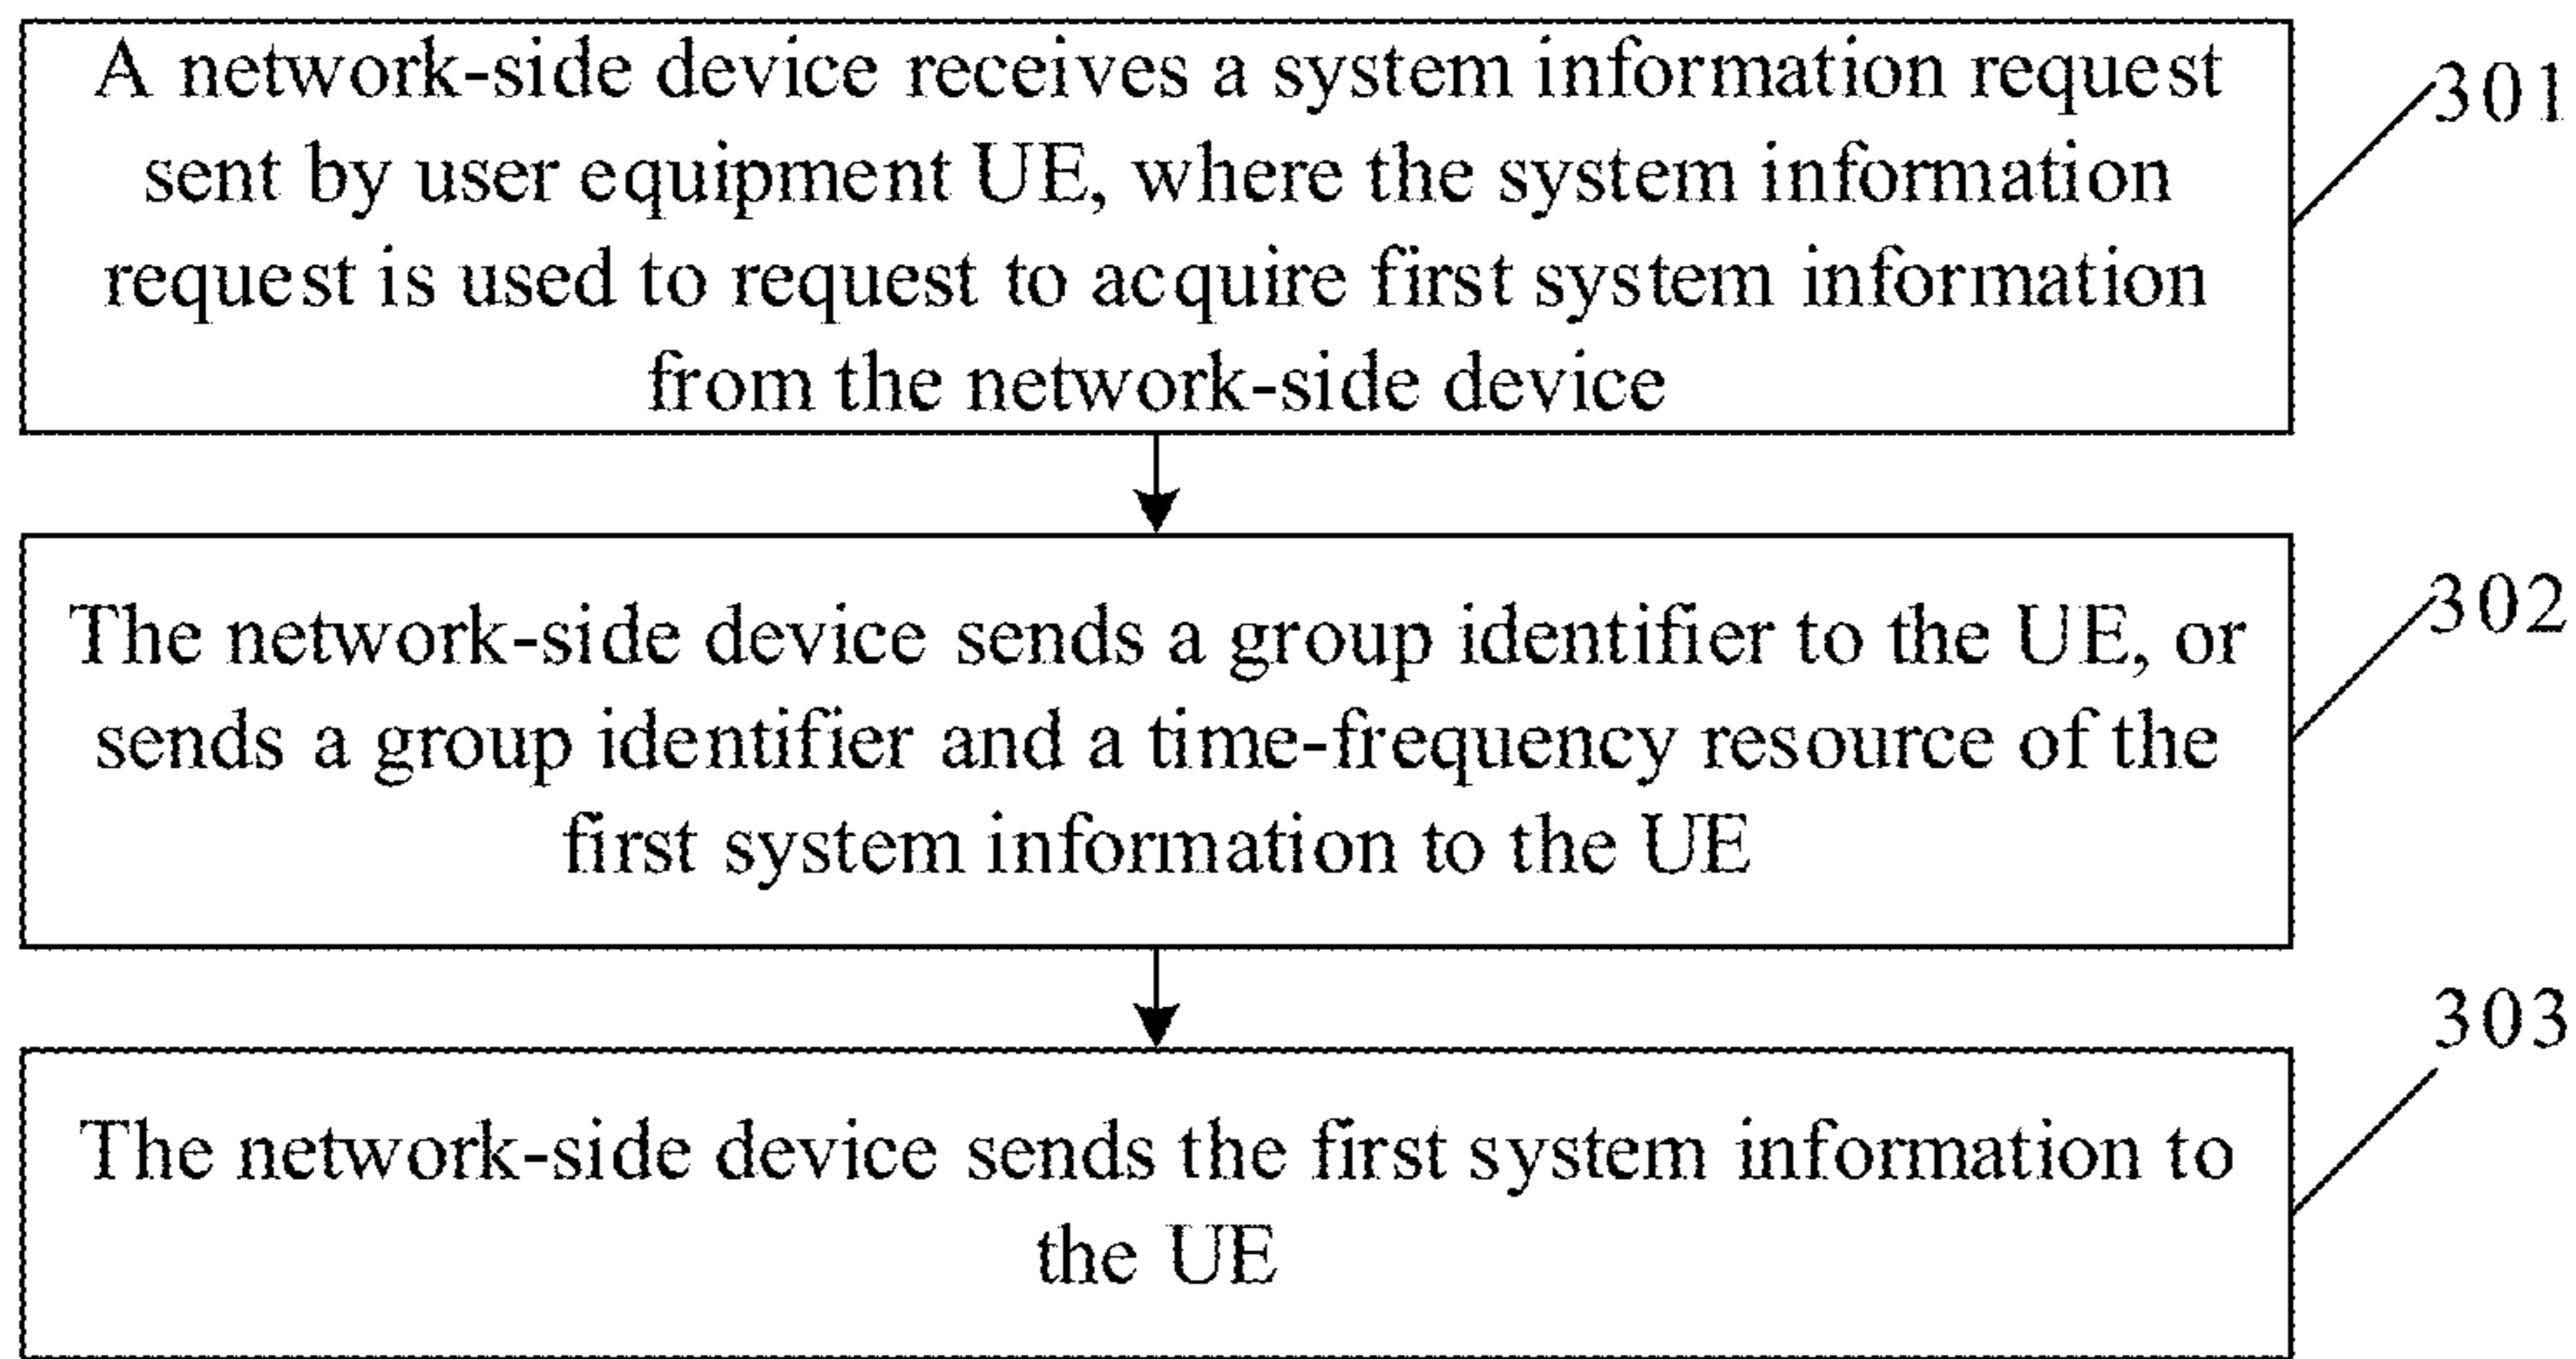 A network-side device receives a system information request
301
sent by user equipment UE, where the system information
request is used to request to acquire first system information
from the network-side device
The network-side device sends a group identifier to the UE, or
302
sends a group identifier and a time-frequency resource of the
first system information to the UE
303
The network-side device sends the first system information to
the UE